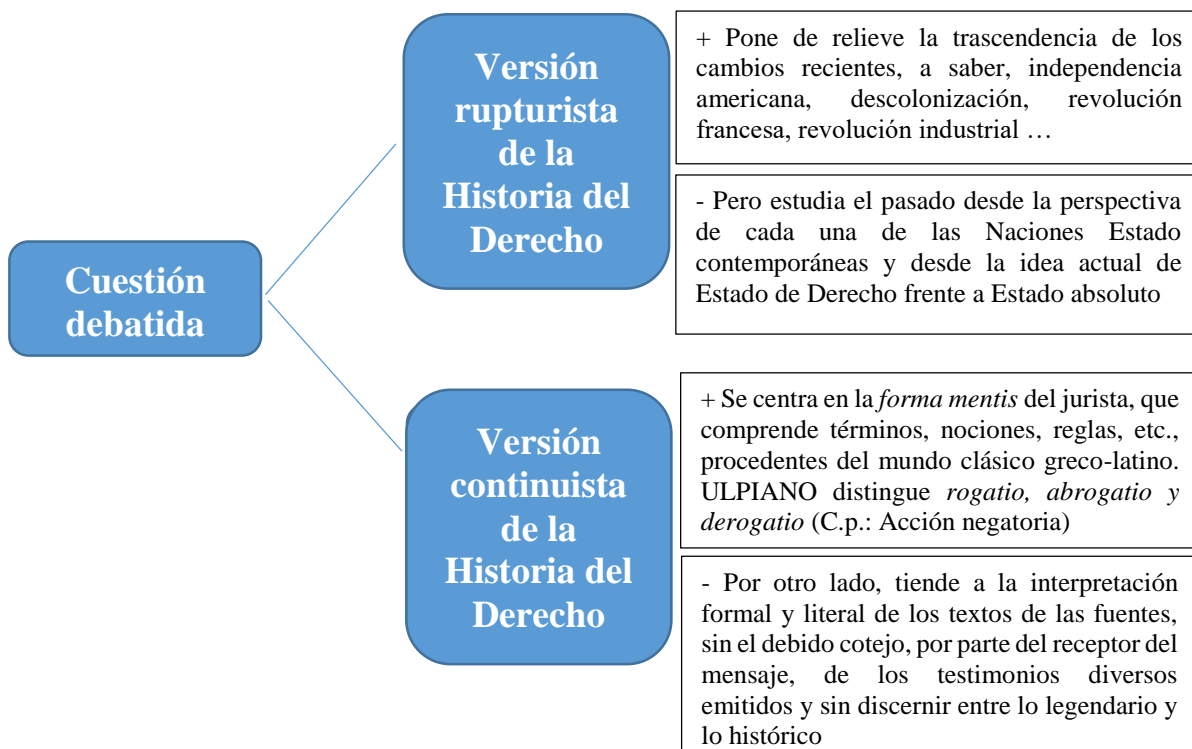 Cuestión
debatida
Versión
rupturista
de la
Historia del
Derecho
+ Pone de relieve la trascendencia de los
cambios recientes, a saber, independencia
americana, descolonización, revolución
francesa, revolución industrial …
- Pero estudia el pasado desde la perspectiva
de cada una de las Naciones Estado
contemporáneas y desde la idea actual de
Estado de Derecho frente a Estado absoluto
Versión
continuista
de la
Historia del
Derecho
+ Se centra en la forma mentis del jurista, que
comprende términos, nociones, reglas, etc.,
procedentes del mundo clásico greco-latino.
ULPIANO distingue rogatio, abrogatio y
derogatio (C.p.: Acción negatoria)
- Por otro lado, tiende a la interpretación
formal y literal de los textos de las fuentes,
sin el debido cotejo, por parte del receptor del
mensaje, de los testimonios diversos
emitidos y sin discernir entre lo legendario y
lo histórico